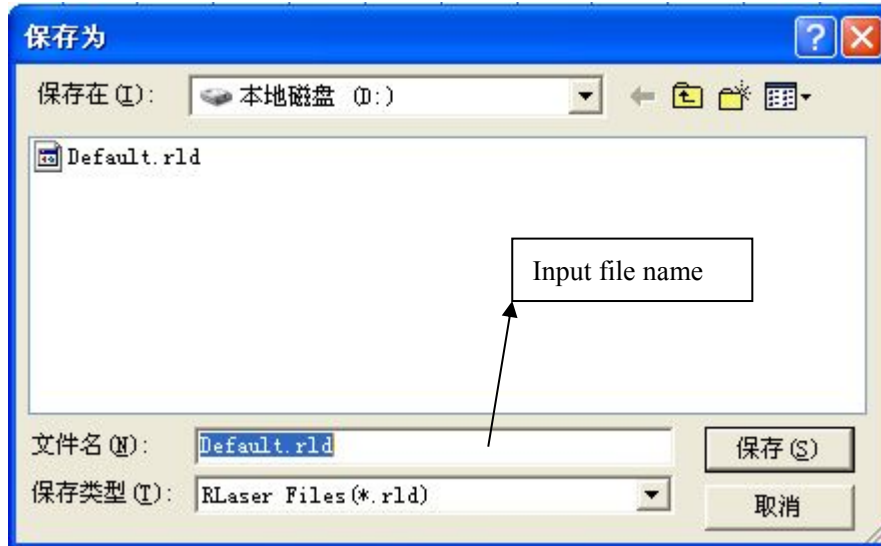 保存为
保存在(I): 本地磁盘 (D:)
Default.rld
Input file name
文件名(N): Default.rld 保存(S)
保存类型(T): RLaser Files(*.rld) 取消